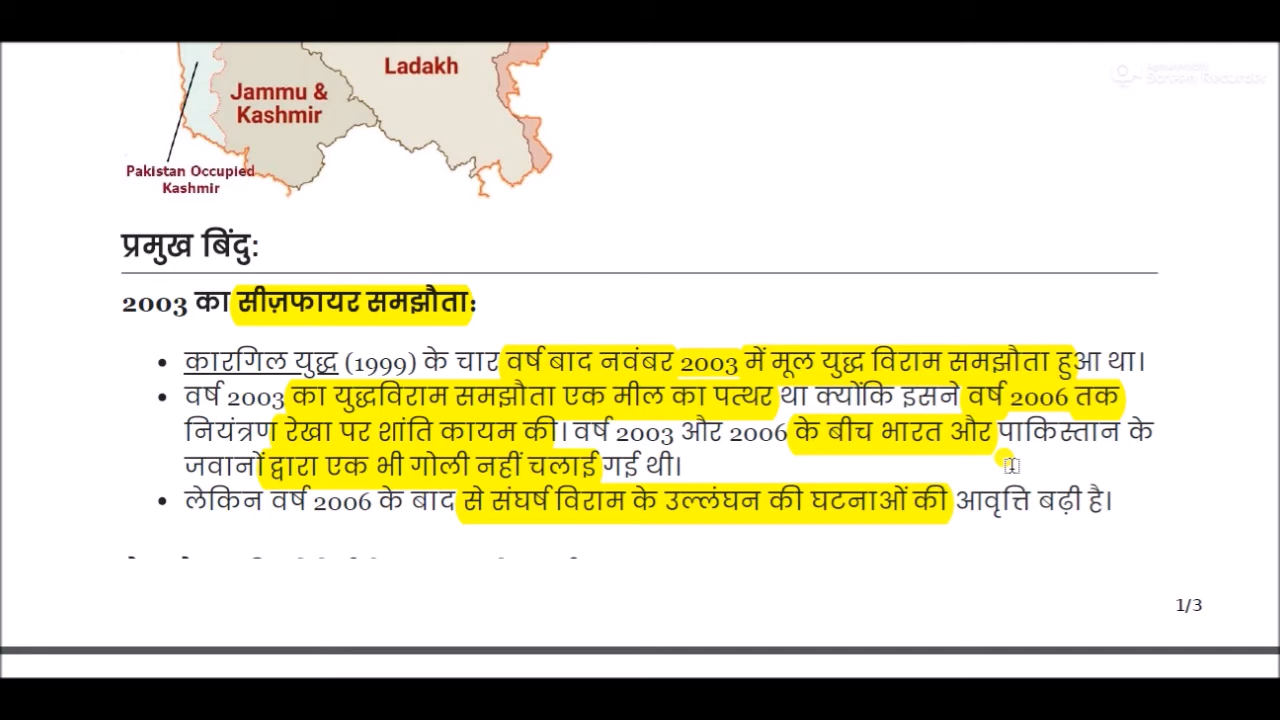 Ladakh
Jammu &
Kashmir
Pakistan Occupied
Kashmir
Screen Recorder
प्रमुख बिंदु:
2003 का सीज़फायर समझौता:
• कारगिल युद्ध (1999) के चार वर्ष बाद नवंबर 2003 में मूल युद्ध विराम समझौता हुआ था।
• वर्ष 2003 का युद्धविराम समझौता एक मील का पत्थर था क्योंकि इसने वर्ष 2006 तक
नियंत्रण रेखा पर शांति कायम की। वर्ष 2003 और 2006 के बीच भारत और पाकिस्तान के
जवानों द्वारा एक भी गोली नहीं चलाई गई थी।
• लेकिन वर्ष 2006 के बाद से संघर्ष विराम के उल्लंघन की घटनाओं की आवृत्ति बढ़ी है।
1/3